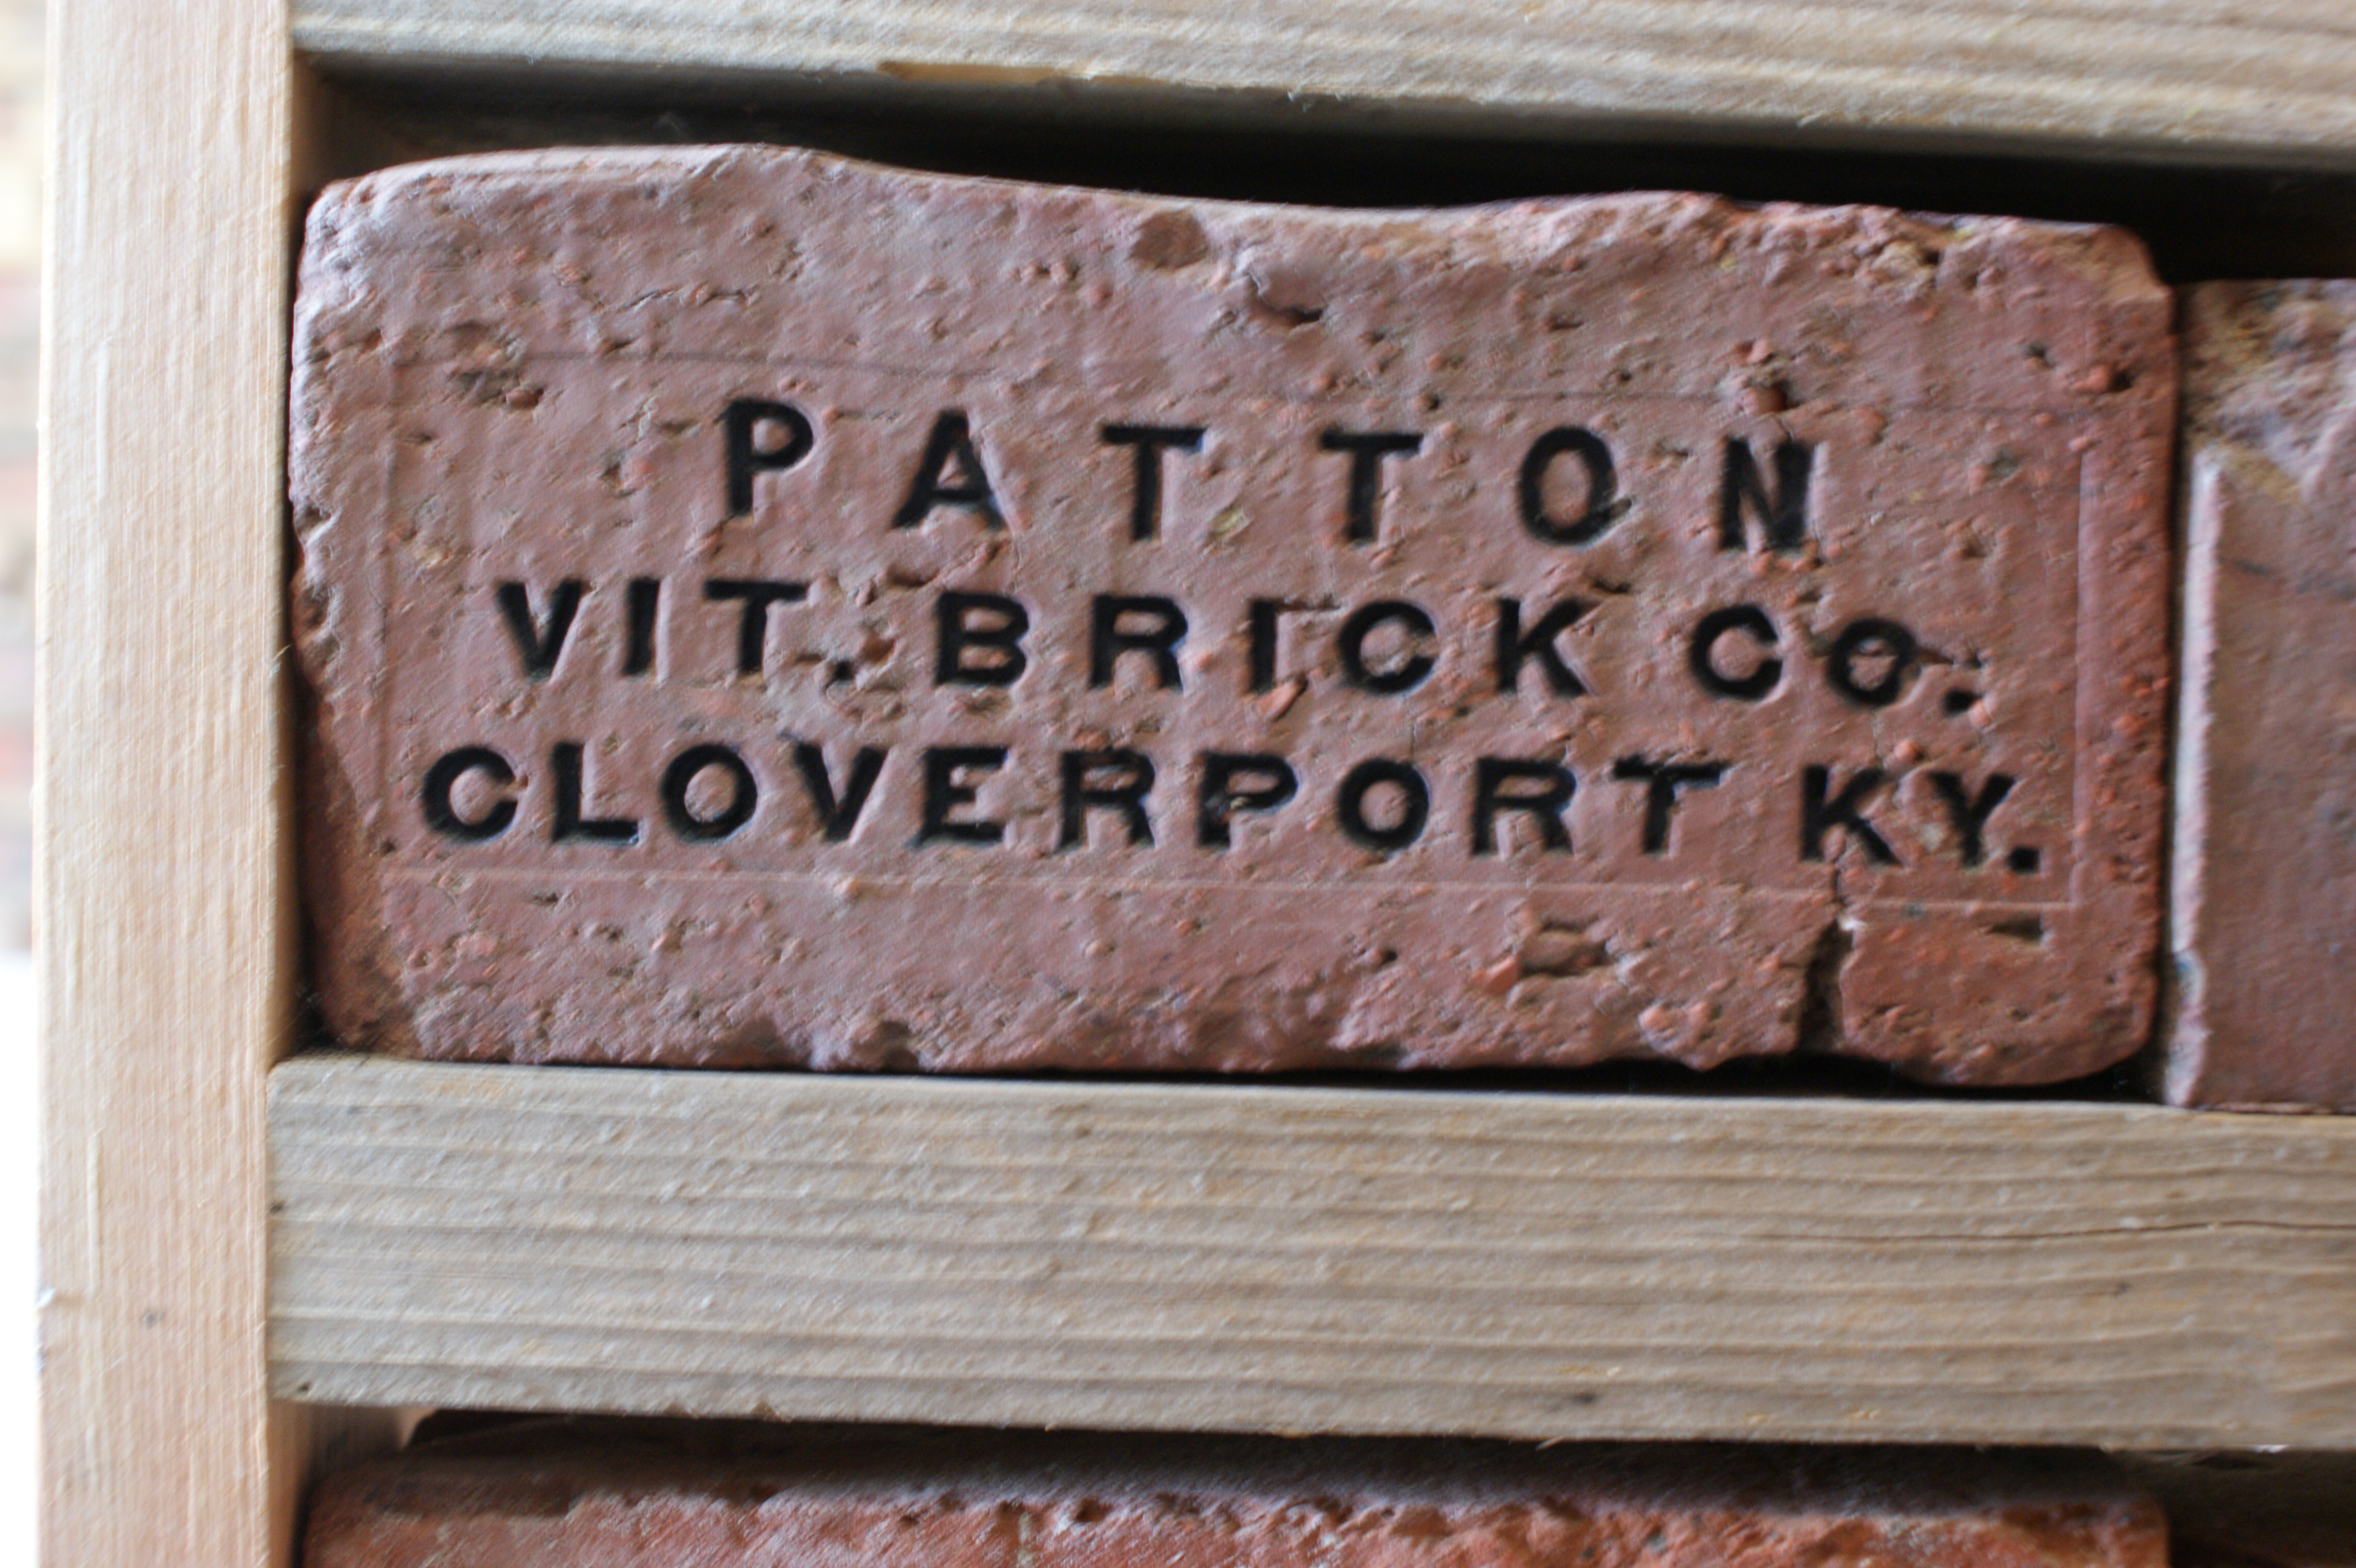 PATTON
VIT. BRICK CO.
CLOVERPORT KY.